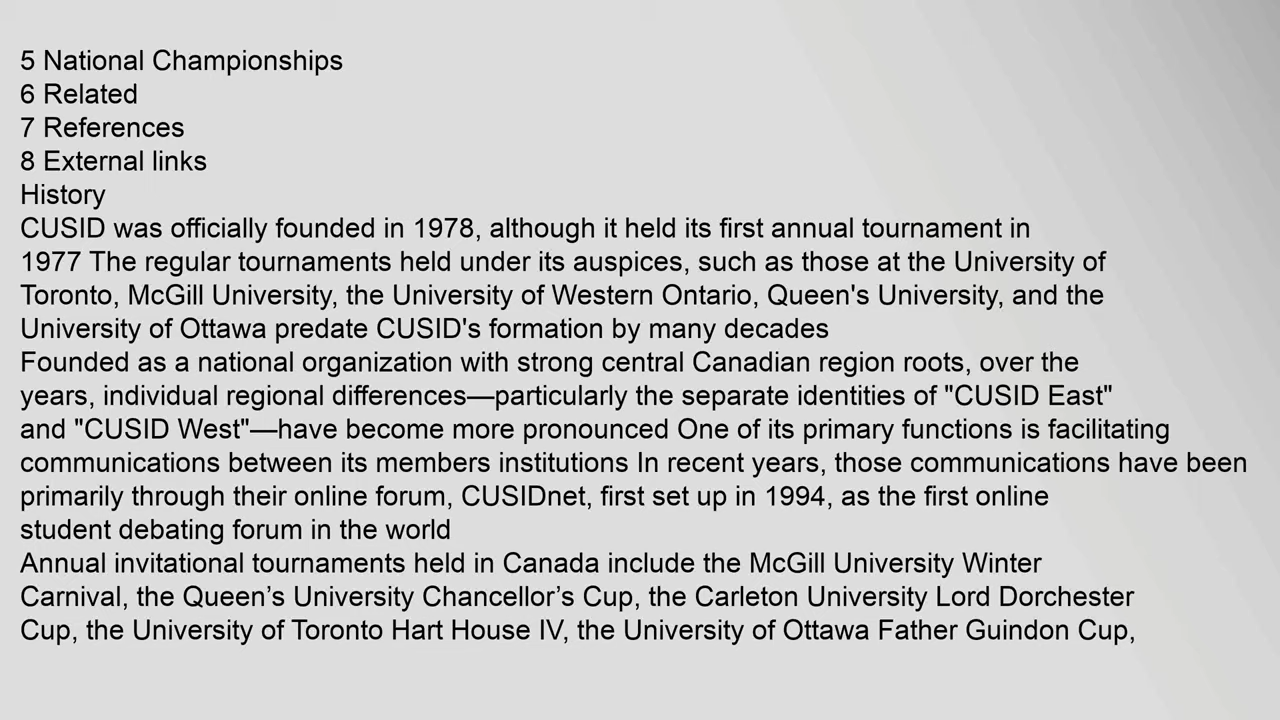 5 National Championships
6 Related
7 References
8 External links
History
CUSID was officially founded in 1978, although it held its first annual tournament in
1977 The regular tournaments held under its auspices, such as those at the University of
Toronto, McGill University, the University of Western Ontario, Queen's University, and the
University of Ottawa predate CUSID's formation by many decades
Founded as a national organization with strong central Canadian region roots, over the
years, individual regional differences—particularly the separate identities of "CUSID East"
and "CUSID West"—have become more pronounced One of its primary functions is facilitating
communications between its members institutions In recent years, those communications have been
primarily through their online forum, CUSIDnet, first set up in 1994, as the first online
student debating forum in the world
Annual invitational tournaments held in Canada include the McGill University Winter
Carnival, the Queen’s University Chancellor’s Cup, the Carleton University Lord Dorchester
Cup, the University of Toronto Hart House IV, the University of Ottawa Father Guindon Cup,